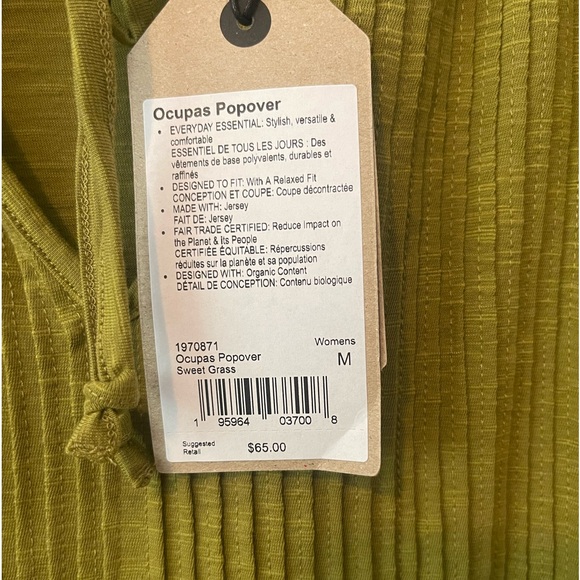 Ocupas Popover
• EVERYDAY ESSENTIAL: Stylish, versatile &
comfortable
ESSENTIEL DE TOUS LES JOURS : Des
vêtements de base polyvalents, durables et
raffinés
• DESIGNED TO FIT: With A Relaxed Fit
CONCEPTION ET COUPE: Coupe décontractée
• MADE WITH: Jersey
FAIT DE: Jersey
• FAIR TRADE CERTIFIED: Reduce impact on
the Planet & its People
CERTIFIÉE ÉQUITABLE: Répercussions
réduites sur la planète et sa population
• DESIGNED WITH: Organic Content
DÉTAIL DE CONCEPTION: Contenu biologique
1970871 Womens
Ocupas Popover M
Sweet Grass
1 95964 03700 8
Suggested
Retail $65.00